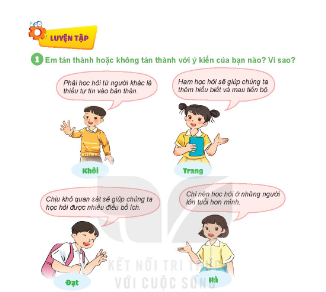 LUYỆN TẬP
1 Em tán thành hoặc không tán thành với ý kiến của bạn nào? Vì sao?
Phải học hỏi từ người khác là
thiếu tự tin vào bản thân.
Ham học hỏi sẽ giúp chúng ta
thêm hiểu biết và mau tiến bộ.
Khôi
Trang
Chịu khó quan sát sẽ giúp chúng ta
học hỏi được nhiều điều bổ ích.
Chỉ nên học hỏi ở những người
lớn tuổi hơn mình.
Đạt
Hà
KẾT NỐI TRI THỨC
VỚI CUỘC SỐNG